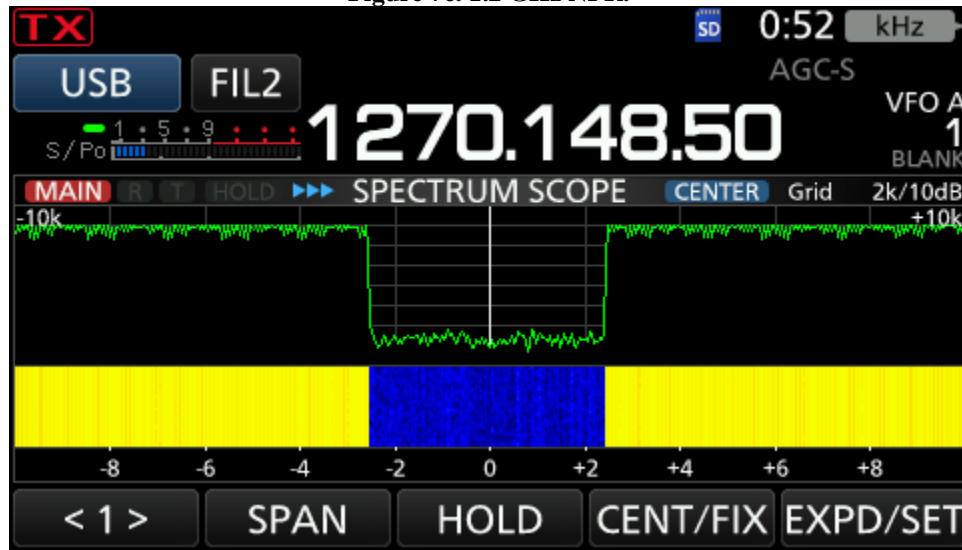 TX SD 0:52 kHz
USB FIL2 AGC-S
1270.148.50 VFO A
S/Po 1 5 9 1
BLANK
MAIN R T HOLD SPECTRUM SCOPE CENTER Grid 2k/10dB
-10k +10k
-8 -6 -4 -2 0 +2 +4 +6 +8
< 1 > SPAN HOLD CENT/FIX EXPD/SET